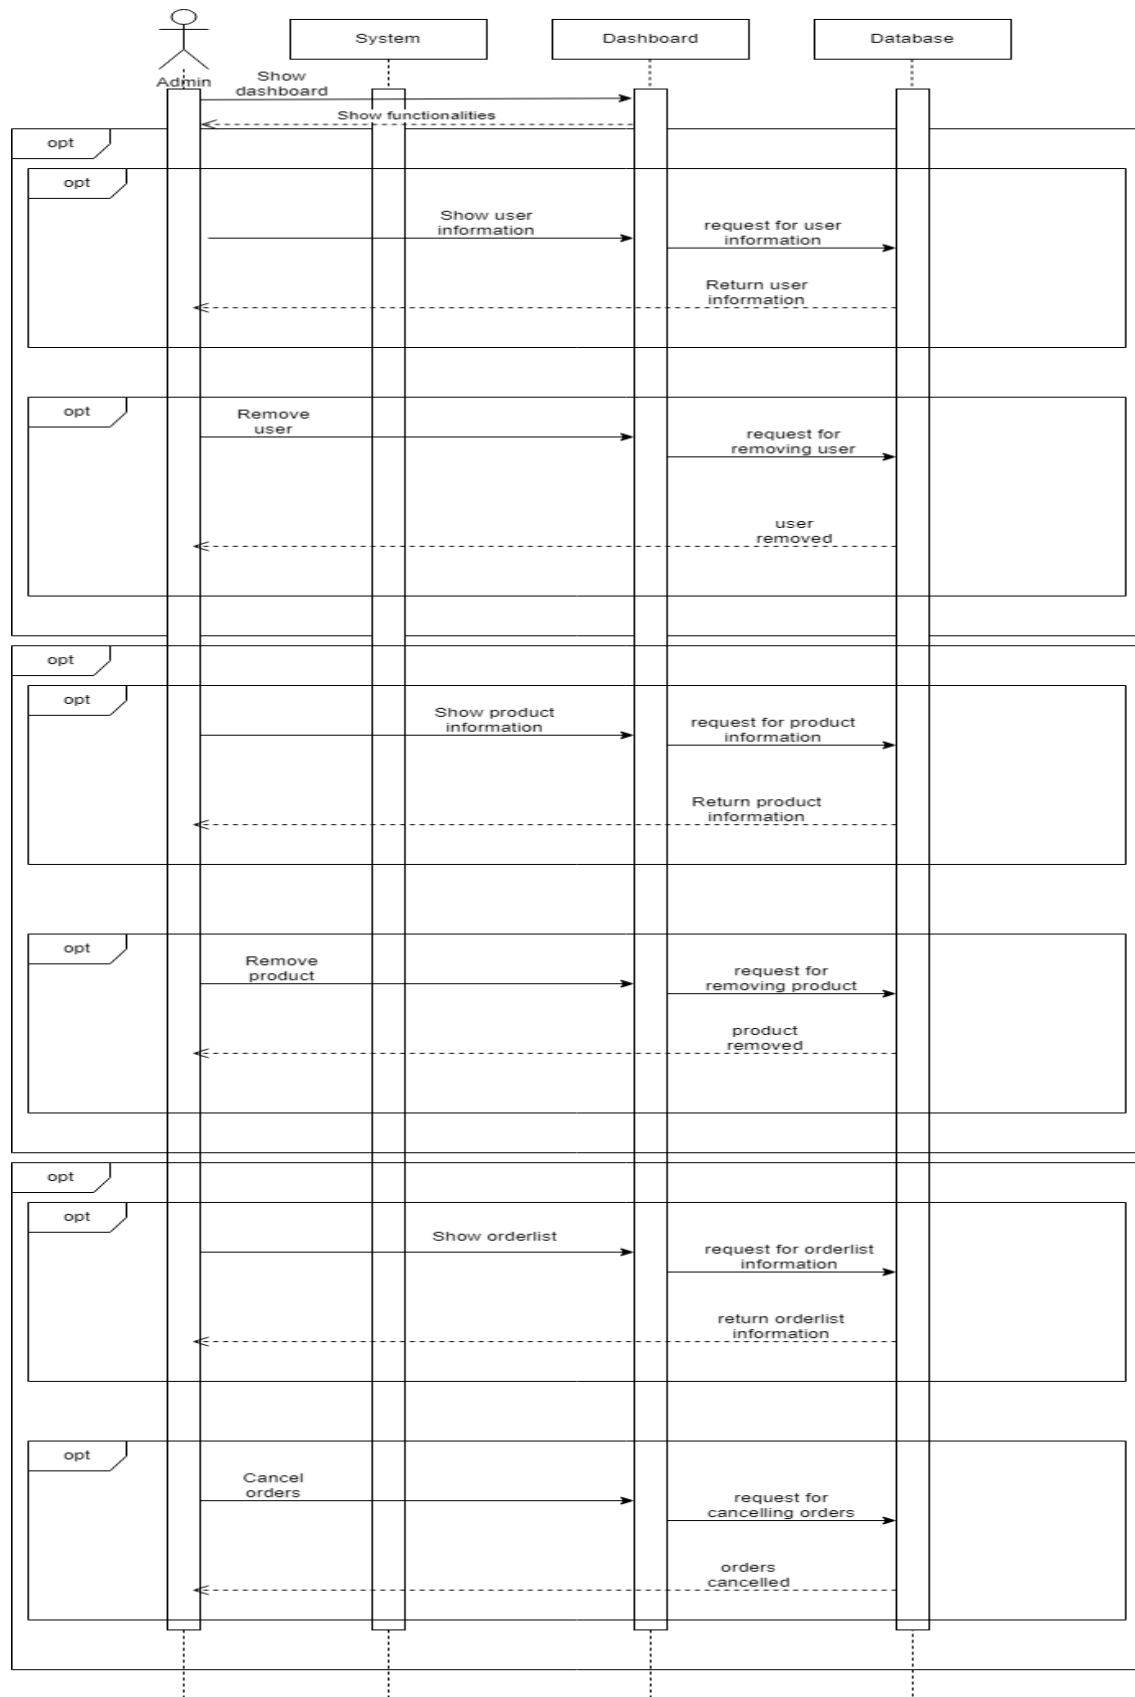 System
Dashboard
Database
Admin
Show
dashboard
Show functionalities
opt
opt
Show user
information
request for user
information
Return user
information
opt
Remove
user
request for
removing user
user
removed
opt
opt
Show product
information
request for product
information
Return product
information
opt
Remove
product
request for
removing product
product
removed
opt
opt
Show orderlist
request for orderlist
information
return orderlist
information
opt
Cancel
orders
request for
cancelling orders
orders
cancelled